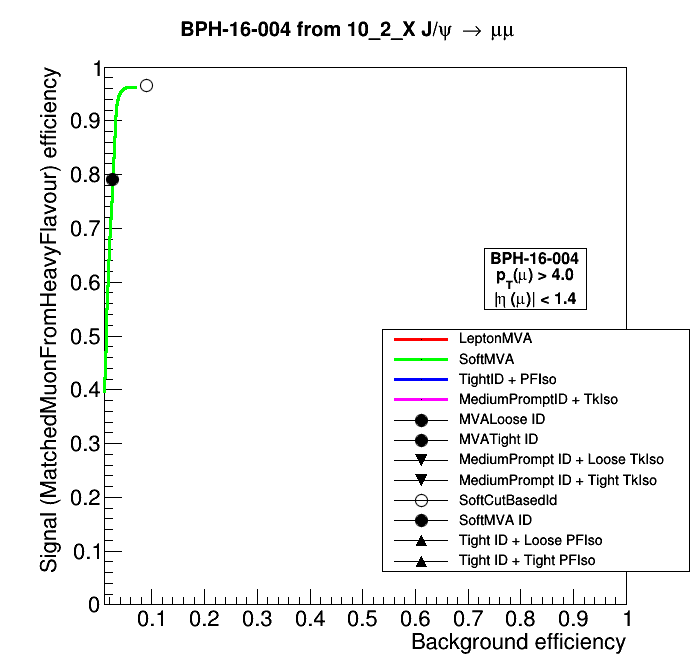 BPH-16-004 from 10_2_X J/ψ → μμ
Signal (MatchedMuonFromHeavyFlavour) efficiency
1
0.9
0.8
0.7
0.6
0.5
0.4
0.3
0.2
0.1
0
BPH-16-004
pT(μ) > 4.0
|η (μ)| < 1.4
LeptonMVA
SoftMVA
TightID + PFIso
MediumPromptID + TkIso
MVALoose ID
MVATight ID
MediumPrompt ID + Loose TkIso
MediumPrompt ID + Tight TkIso
SoftCutBasedId
SoftMVA ID
Tight ID + Loose PFIso
Tight ID + Tight PFIso
0.1 0.2 0.3 0.4 0.5 0.6 0.7 0.8 0.9 1
Background efficiency